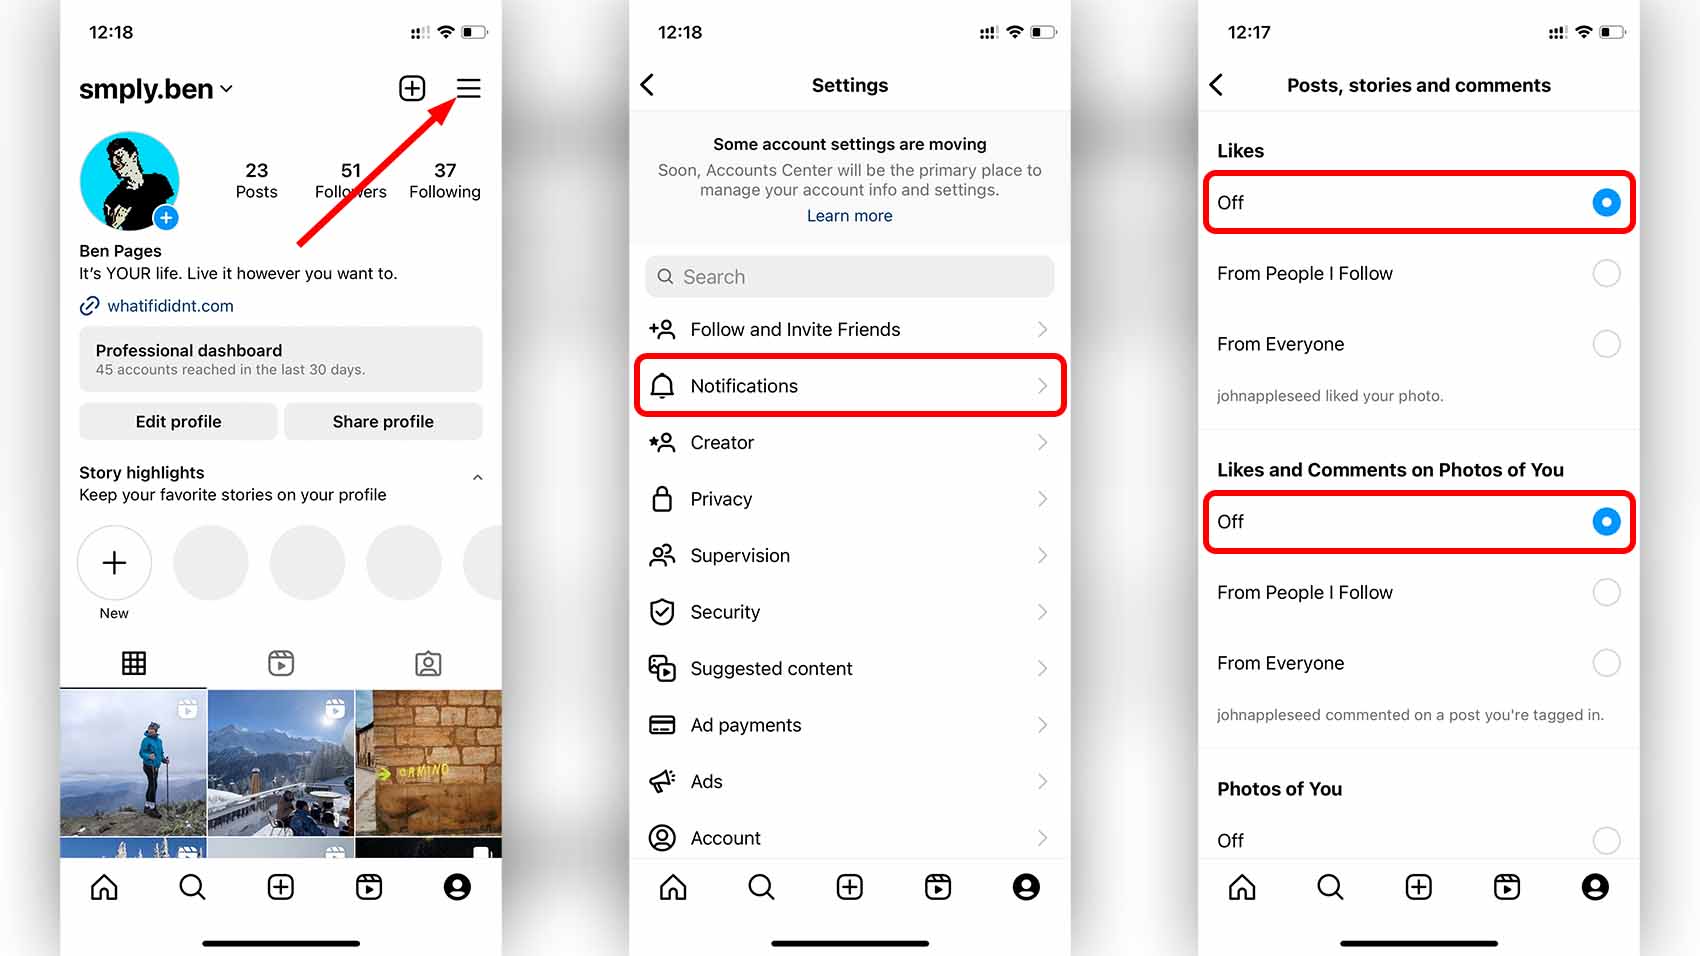 12:18
smply.ben
23
51
37
Posts
Followers
Following
Ben Pages
It's YOUR life. Live it however you want to.
whatifididnt.com
Professional dashboard
45 accounts reached in the last 30 days.
Edit profile
Share profile
Story highlights
Keep your favorite stories on your profile
New
CAMINO
12:18
Settings
Some account settings are moving
Soon, Accounts Center will be the primary place to
manage your account info and settings.
Learn more
Search
Follow and Invite Friends
Notifications
Creator
Privacy
Supervision
Security
Suggested content
Ad payments
Ads
Account
12:17
Posts, stories and comments
Likes
Off
From People I Follow
From Everyone
johnappleseed liked your photo.
Likes and Comments on Photos of You
Off
From People I Follow
From Everyone
johnappleseed commented on a post you're tagged in.
Photos of You
Off